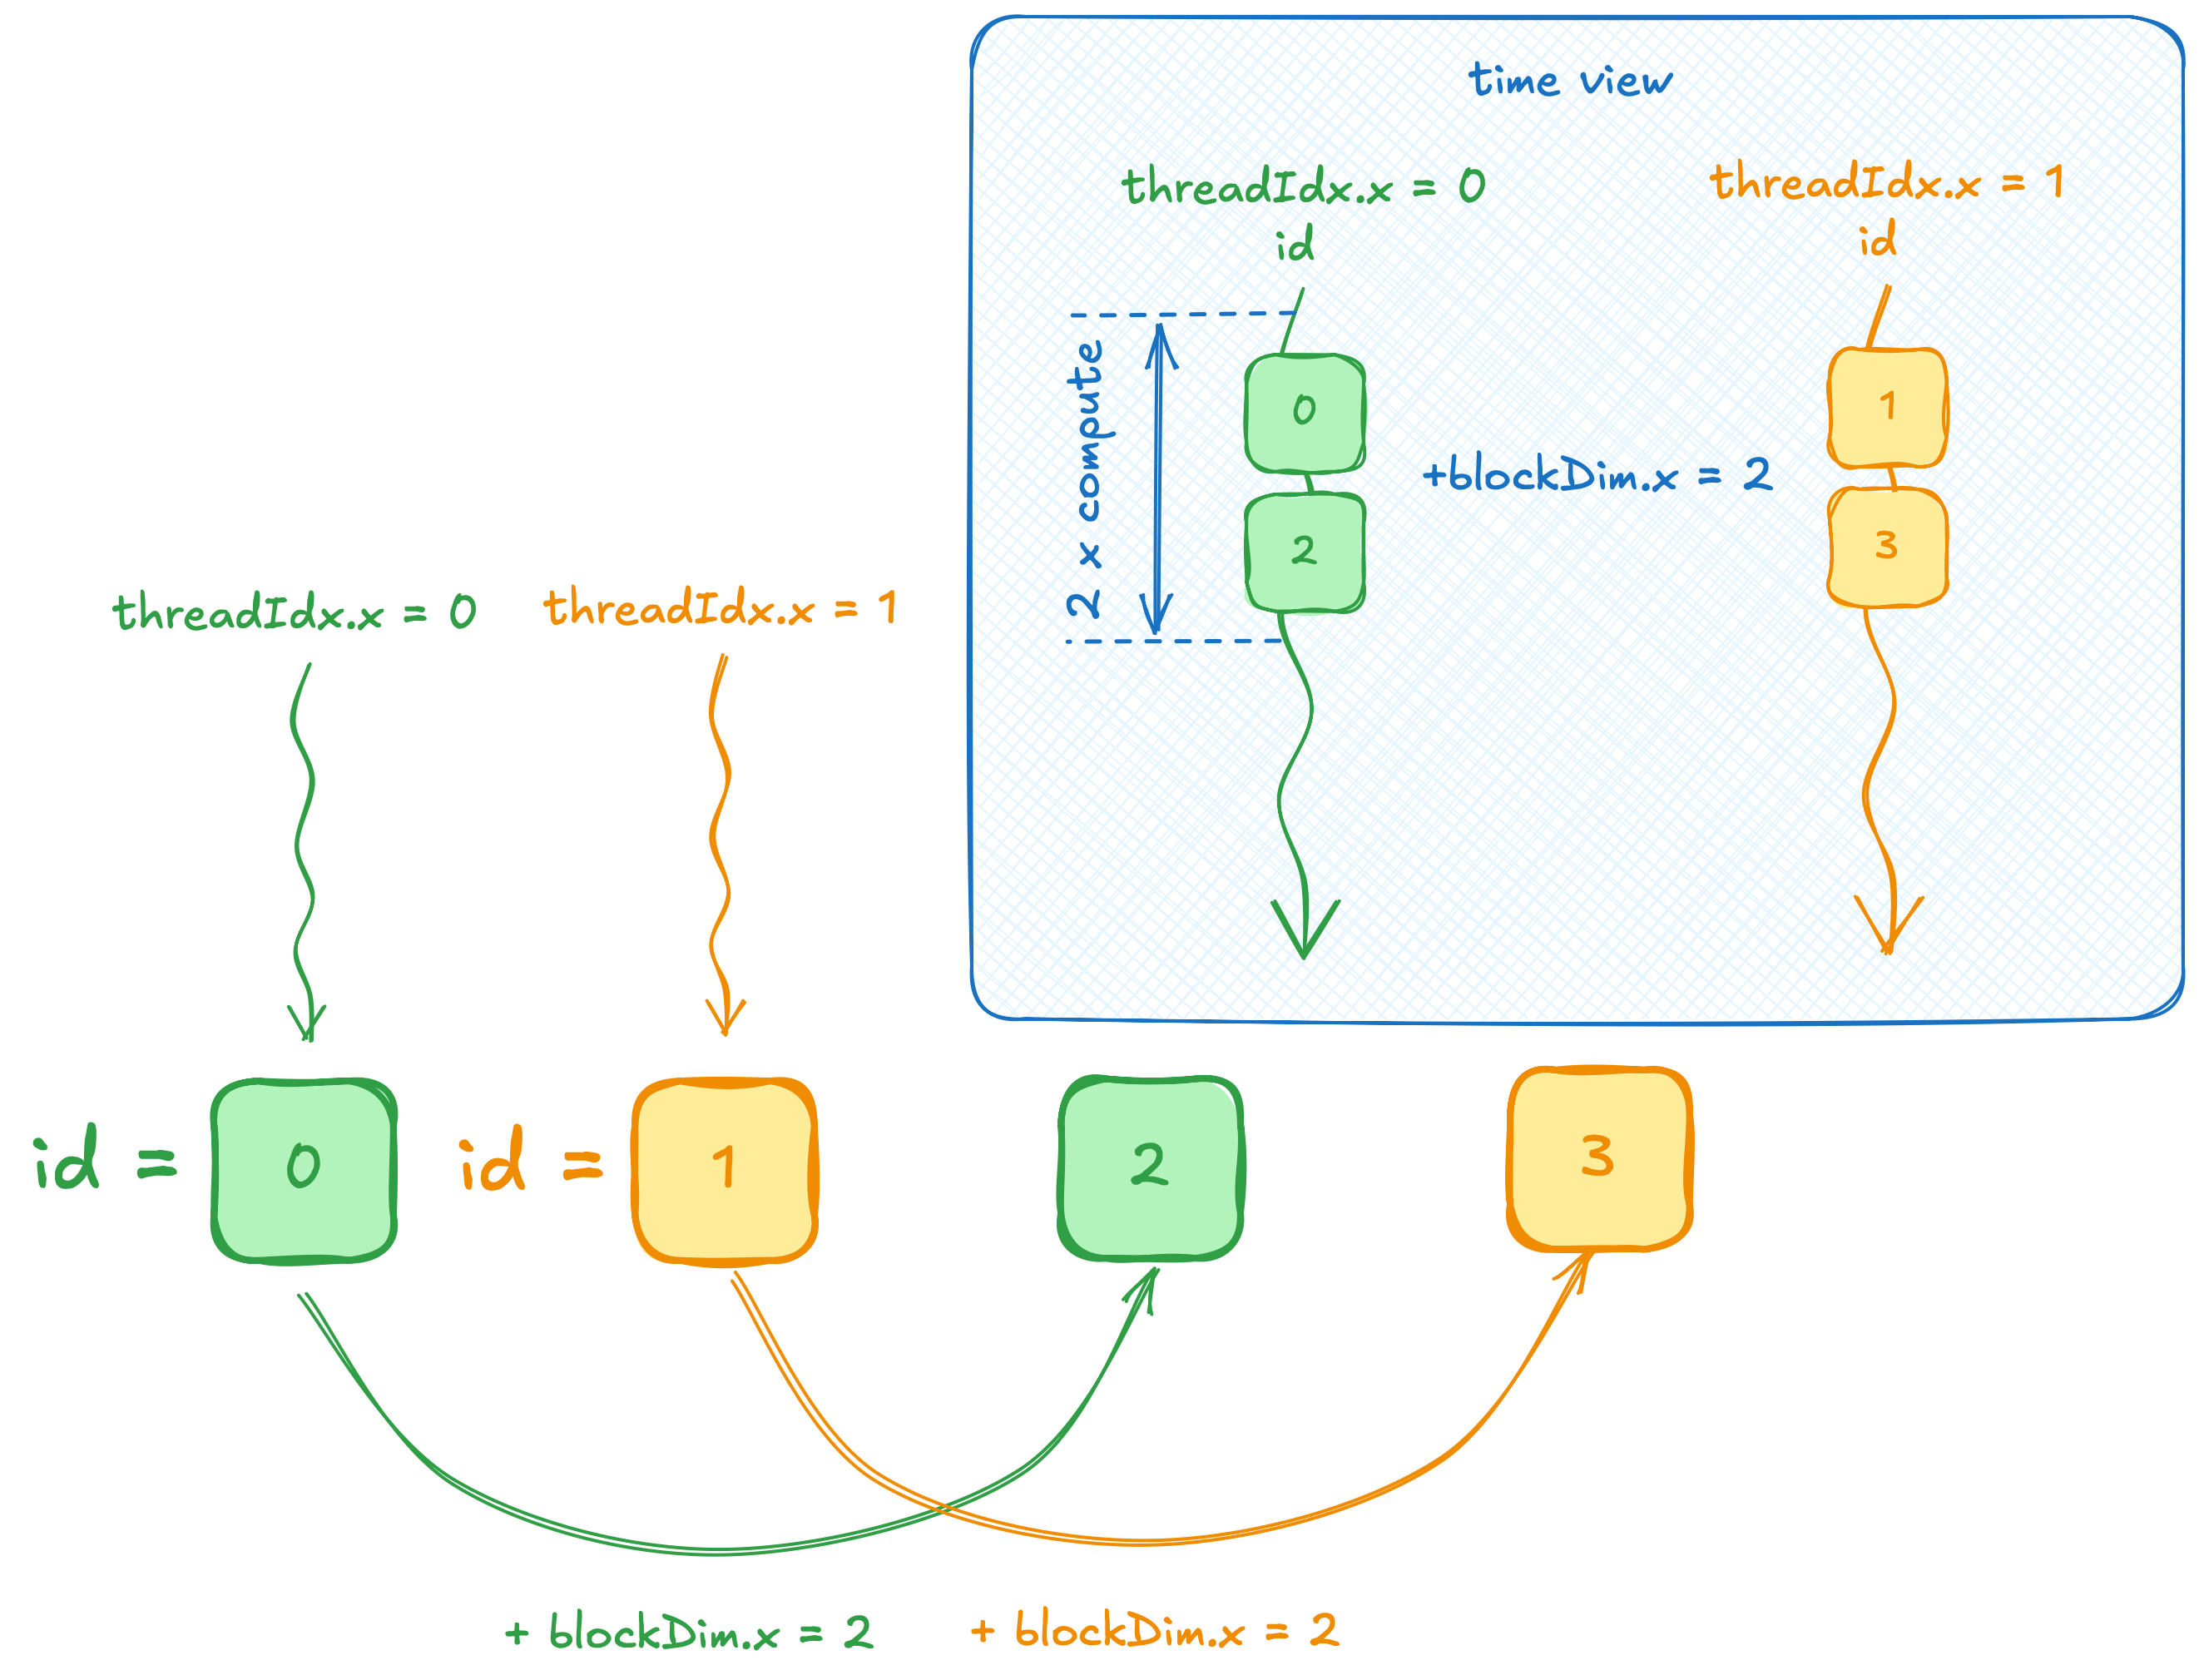 time view
threadIdx.x = 0
id
threadIdx.x = 1
id
2 x compute
0
1
+blockDim.x = 2
2
3
threadIdx.x = 0
threadIdx.x = 1
id =
0
id =
1
2
3
+ blockDim.x = 2
+ blockDim.x = 2